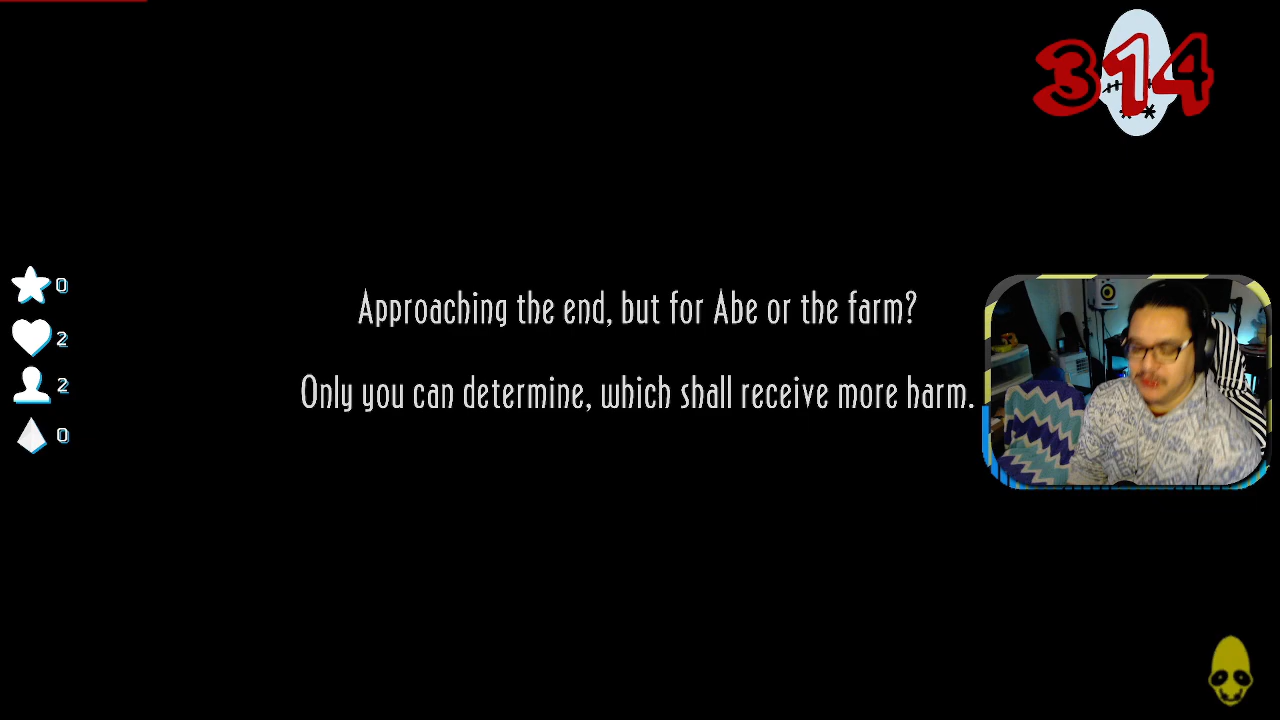 314
0
Approaching the end, but for Abe or the farm?
2
2
Only you can determine, which shall receive more harm.
0